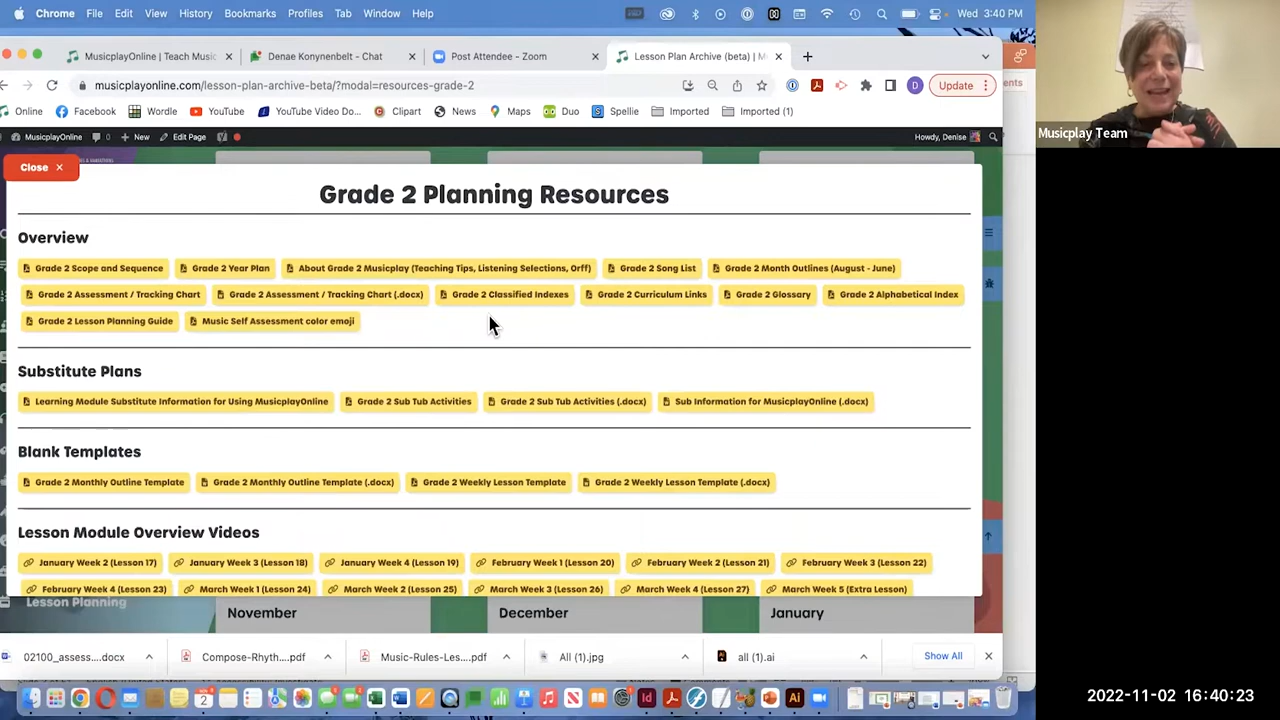 Chrome File Edit View History Bookmarks Profiles Tab Window Help Wed 3:40 PM
MusicplayOnline | Teach Music Denae Kolp-Lambelt - Chat Post Attendee - Zoom Lesson Plan Archive (beta) | M
musicplayonline.com/lesson-plan-archive /?modal=resources-grade-2 D Update
Online Facebook Wordle YouTube YouTube Video Do... Clipart News Maps Duo Spellie Imported Imported (1)
MusicplayOnline 0 New Edit Page Howdy, Denise
Musicplay Team
Close ×
Grade 2 Planning Resources
Overview
Grade 2 Scope and Sequence Grade 2 Year Plan About Grade 2 Musicplay (Teaching Tips, Listening Selections, Orff) Grade 2 Song List Grade 2 Month Outlines (August - June)
Grade 2 Assessment / Tracking Chart Grade 2 Assessment / Tracking Chart (.docx) Grade 2 Classified Indexes Grade 2 Curriculum Links Grade 2 Glossary Grade 2 Alphabetical Index
Grade 2 Lesson Planning Guide Music Self Assessment color emoji
Substitute Plans
Learning Module Substitute Information for Using MusicplayOnline Grade 2 Sub Tub Activities Grade 2 Sub Tub Activities (.docx) Sub Information for MusicplayOnline (.docx)
Blank Templates
Grade 2 Monthly Outline Template Grade 2 Monthly Outline Template (.docx) Grade 2 Weekly Lesson Template Grade 2 Weekly Lesson Template (.docx)
Lesson Module Overview Videos
January Week 2 (Lesson 17) January Week 3 (Lesson 18) January Week 4 (Lesson 19) February Week 1 (Lesson 20) February Week 2 (Lesson 21) February Week 3 (Lesson 22)
February Week 4 (Lesson 23) March Week 1 (Lesson 24) March Week 2 (Lesson 25) March Week 3 (Lesson 26) March Week 4 (Lesson 27) March Week 5 (Extra Lesson)
Lesson Planning
November December January
02100_assess....docx Compose-Rhyth....pdf Music-Rules-Les....pdf All (1).jpg all (1).ai Show All
2022-11-02 16:40:23